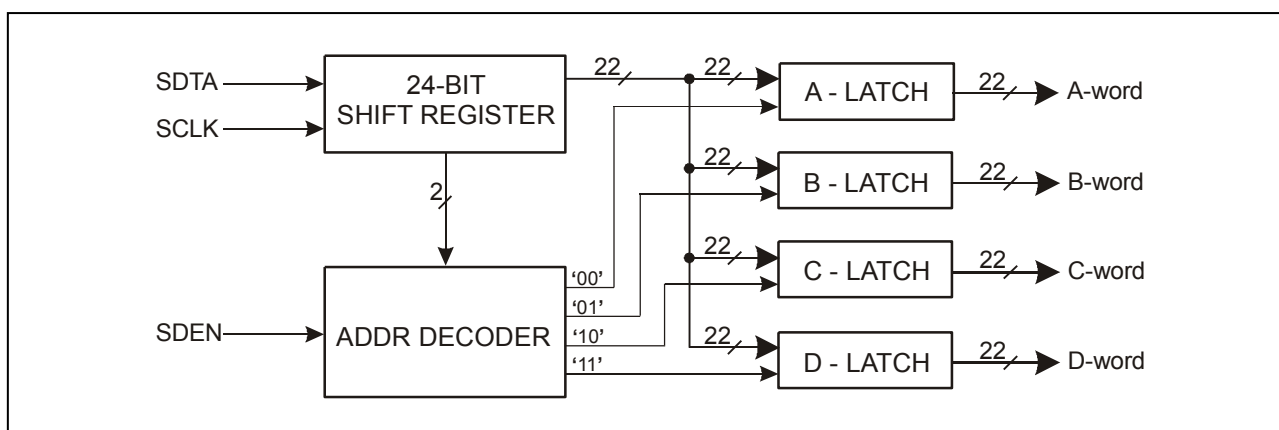 SDTA
SCLK
24-BIT
SHIFT REGISTER
22
22
A - LATCH
22
A-word
2
22
B - LATCH
22
B-word
22
C - LATCH
22
C-word
SDEN
ADDR DECODER
‘00’
‘01’
‘10’
‘11’
22
D - LATCH
22
D-word